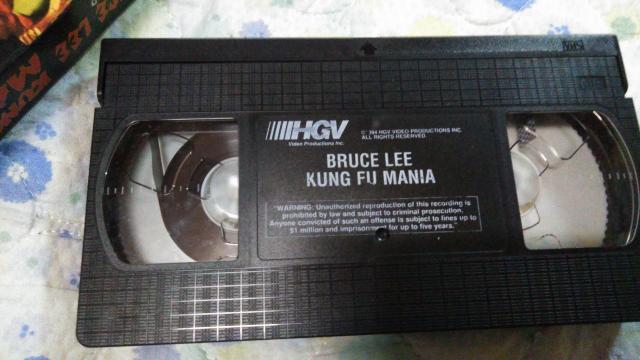 LEE
VHS
HGV
Video Productions Inc.
© '94 HGV VIDEO PRODUCTIONS INC.
ALL RIGHTS RESERVED.
BRUCE LEE
KUNG FU MANIA
"WARNING: Unauthorized reproduction of this recording is
prohibited by law and subject to criminal prosecution.
Anyone convicted of such an offense is subject to fines up to
$1 million and imprisonment for up to five years."